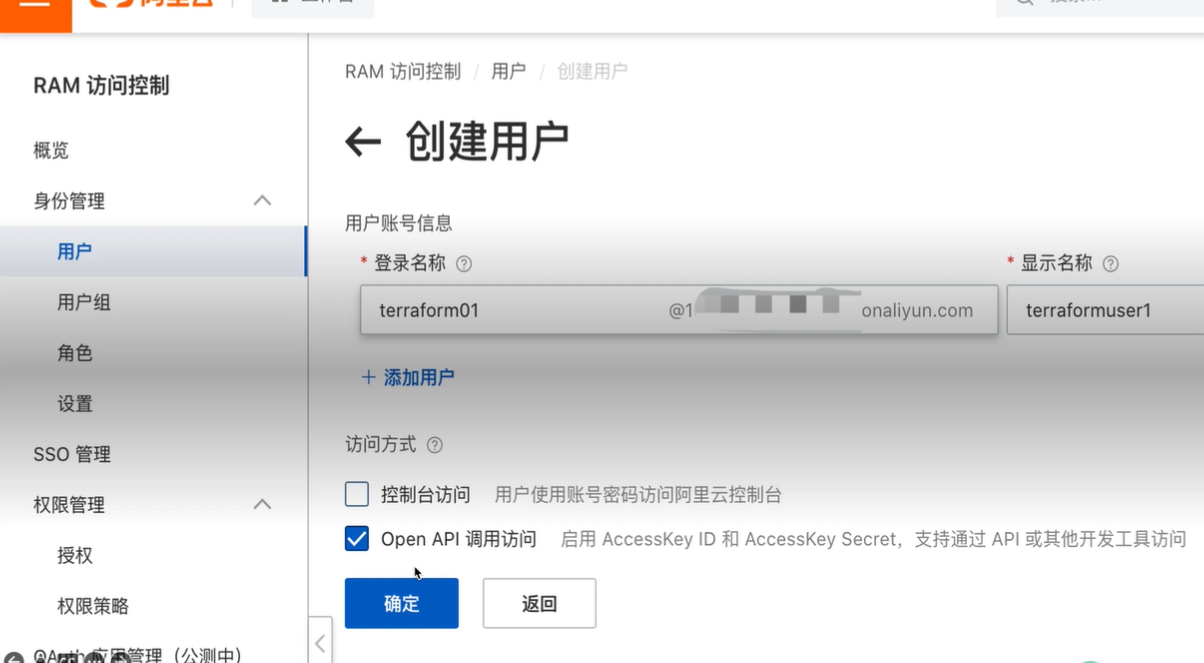 RAM 访问控制
概览
身份管理
用户
用户组
角色
设置
SSO 管理
权限管理
授权
权限策略
OAuth 应用管理（公测中）
RAM 访问控制 / 用户 / 创建用户
← 创建用户
用户账号信息
* 登录名称 ?
* 显示名称 ?
terraform01 @1 onaliyun.com
terraformuser1
+ 添加用户
访问方式 ?
控制台访问 用户使用账号密码访问阿里云控制台
Open API 调用访问 启用 AccessKey ID 和 AccessKey Secret，支持通过 API 或其他开发工具访问
确定 返回